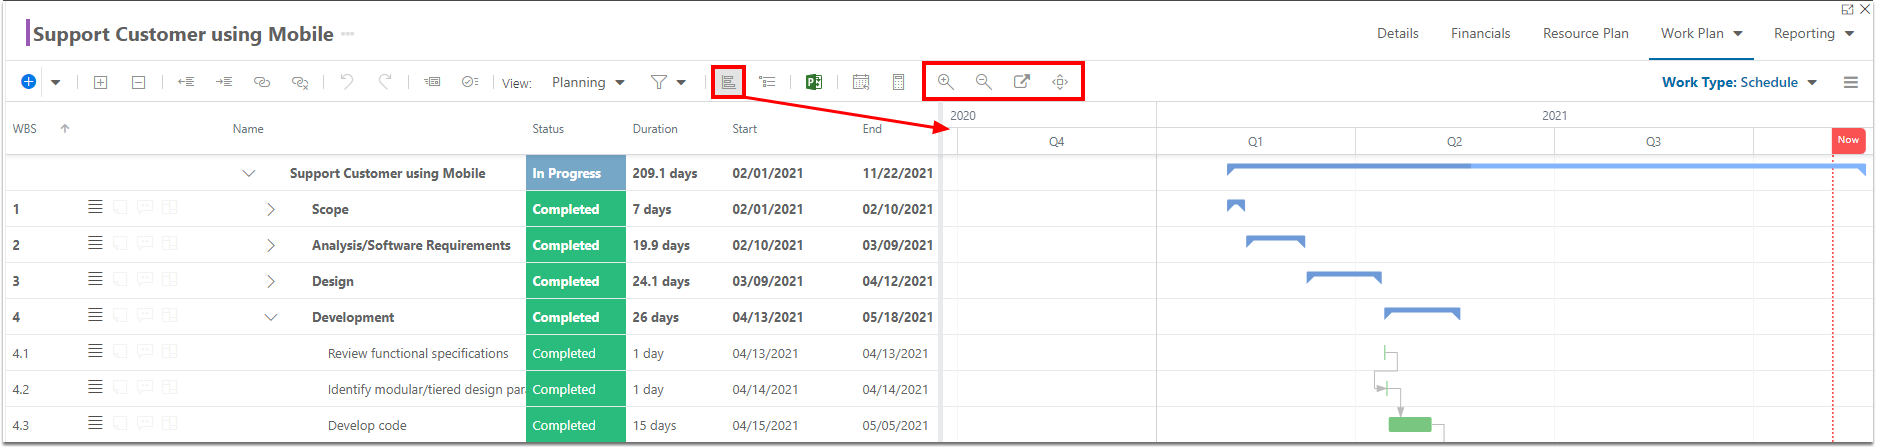 Support Customer using Mobile
Details Financials Resource Plan Work Plan Reporting
View: Planning Work Type: Schedule
WBS Name Status Duration Start End
2020 2021
Q4 Q1 Q2 Q3 Now
Support Customer using Mobile In Progress 209.1 days 02/01/2021 11/22/2021
1 Scope Completed 7 days 02/01/2021 02/10/2021
2 Analysis/Software Requirements Completed 19.9 days 02/10/2021 03/09/2021
3 Design Completed 24.1 days 03/09/2021 04/12/2021
4 Development Completed 26 days 04/13/2021 05/18/2021
4.1 Review functional specifications Completed 1 day 04/13/2021 04/13/2021
4.2 Identify modular/tiered design par Completed 1 day 04/14/2021 04/14/2021
4.3 Develop code Completed 15 days 04/15/2021 05/05/2021